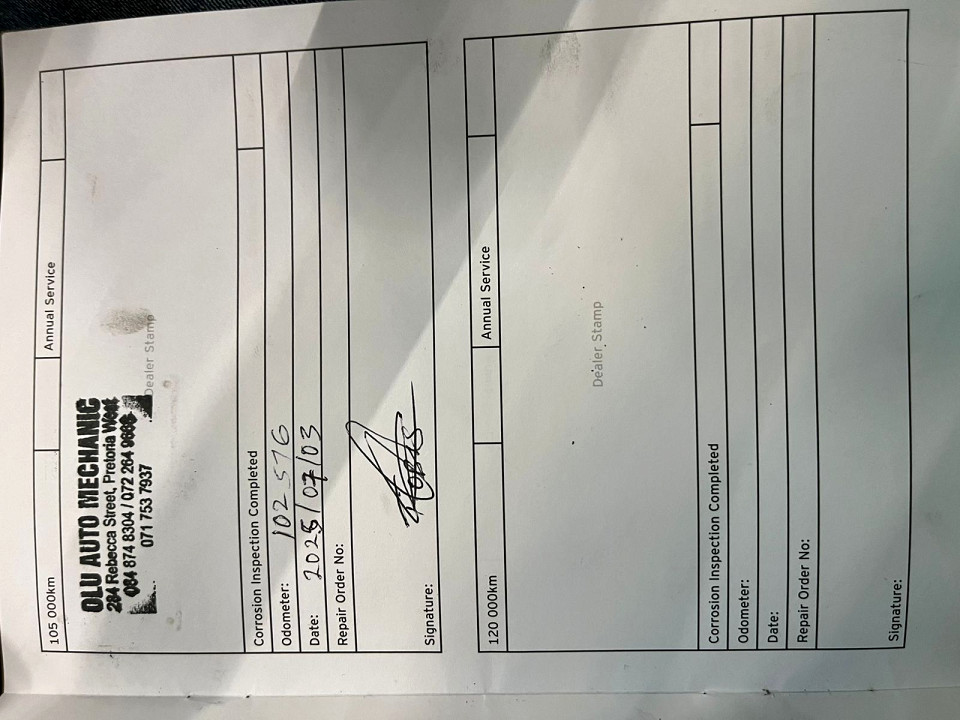 105 000km Annual Service
OLU AUTO MECHANIC
284 Rebecca Street, Pretoria West
084 874 8304 / 072 264 9698
071 753 7937
Dealer Stamp
Corrosion Inspection Completed
Odometer: 102 576
Date: 2025/07/03
Repair Order No:
Signature:
120 000km Annual Service
Dealer Stamp
Corrosion Inspection Completed
Odometer:
Date:
Repair Order No:
Signature: